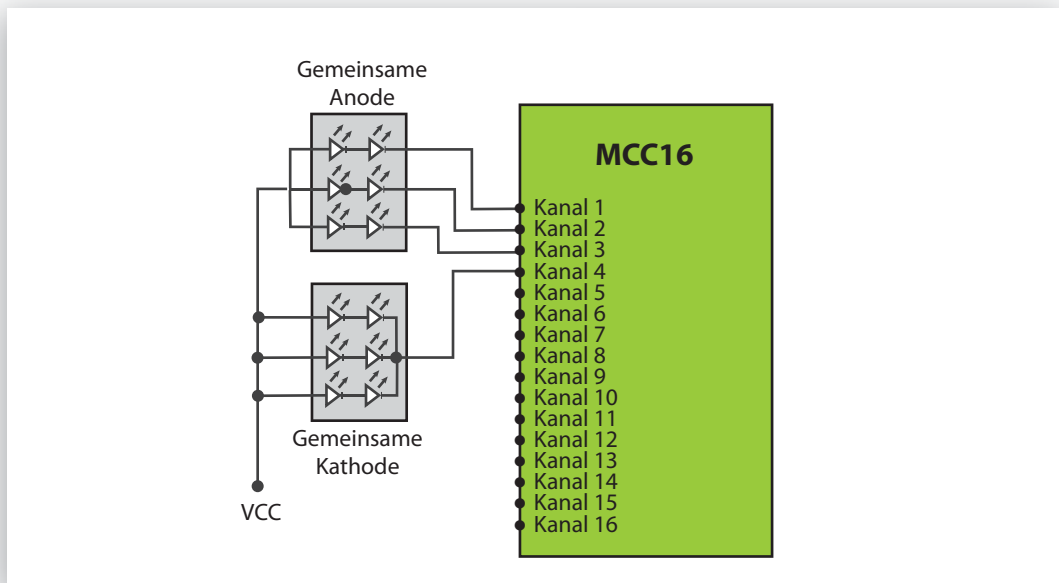 Gemeinsame
Anode
MCC16
Kanal 1
Kanal 2
Kanal 3
Kanal 4
Kanal 5
Kanal 6
Kanal 7
Kanal 8
Kanal 9
Kanal 10
Kanal 11
Kanal 12
Kanal 13
Kanal 14
Kanal 15
Kanal 16
Gemeinsame
Kathode
VCC